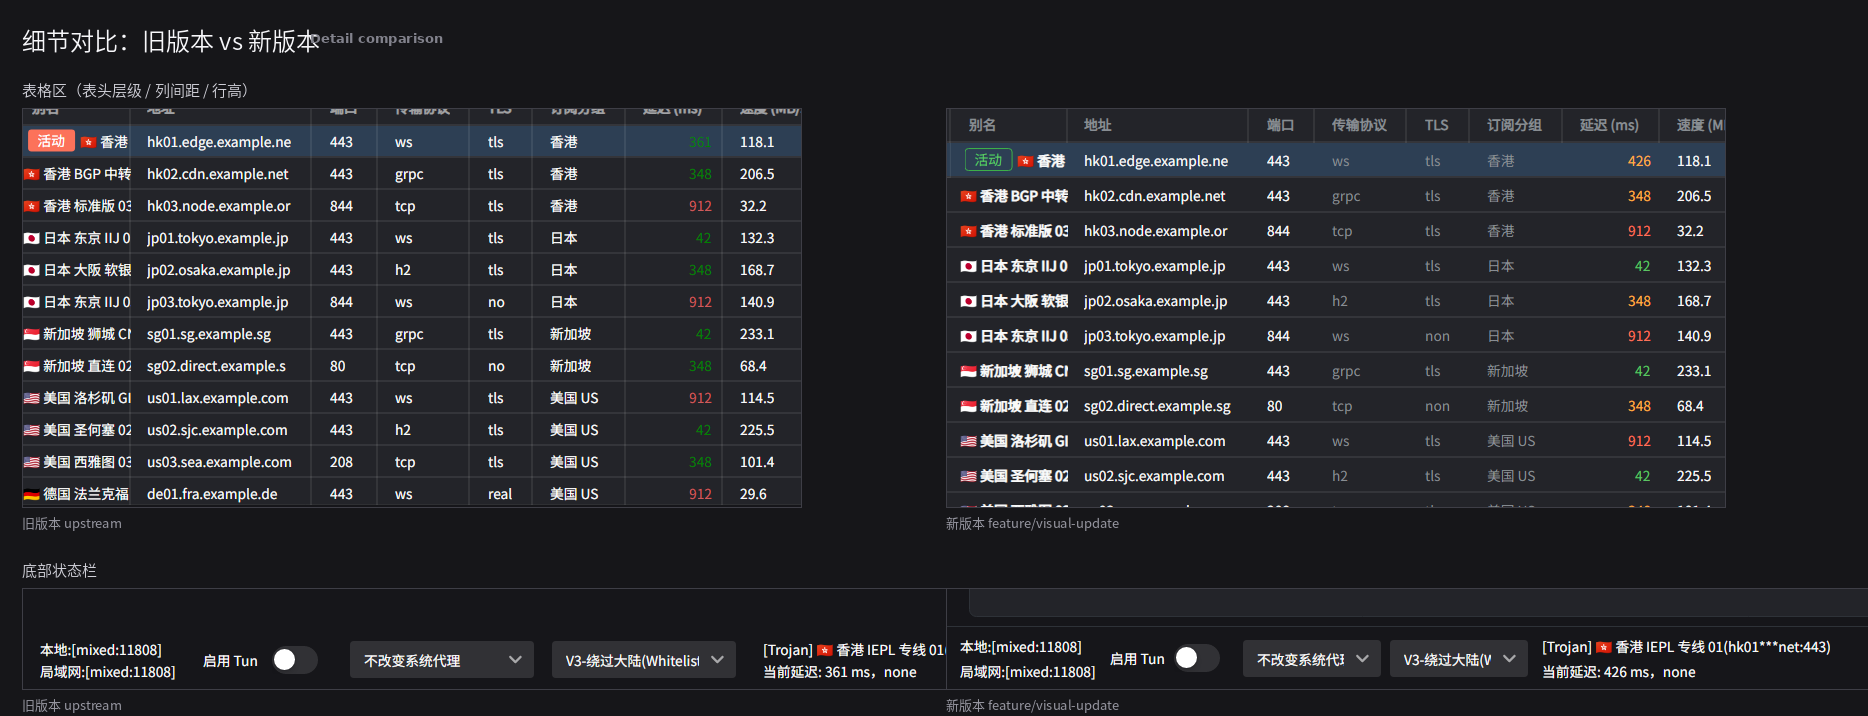 细节对比：旧版本 vs 新版本 Detail comparison
表格区（表头层级 / 列间距 / 行高）
别名 地址 端口 传输协议 TLS 订阅分组 延迟 (ms) 速度 (MB/
活动 香港 hk01.edge.example.ne 443 ws tls 香港 361 118.1
香港 BGP 中转 hk02.cdn.example.net 443 grpc tls 香港 348 206.5
香港 标准版 03 hk03.node.example.or 844 tcp tls 香港 912 32.2
日本 东京 IIJ 0 jp01.tokyo.example.jp 443 ws tls 日本 42 132.3
日本 大阪 软银 jp02.osaka.example.jp 443 h2 tls 日本 348 168.7
日本 东京 IIJ 0 jp03.tokyo.example.jp 844 ws no 日本 912 140.9
新加坡 狮城 CN sg01.sg.example.sg 443 grpc tls 新加坡 42 233.1
新加坡 直连 02 sg02.direct.example.s 80 tcp no 新加坡 348 68.4
美国 洛杉矶 GI us01.lax.example.com 443 ws tls 美国 US 912 114.5
美国 圣何塞 02 us02.sjc.example.com 443 h2 tls 美国 US 42 225.5
美国 西雅图 03 us03.sea.example.com 208 tcp tls 美国 US 348 101.4
德国 法兰克福 de01.fra.example.de 443 ws real 美国 US 912 29.6
旧版本 upstream
别名 地址 端口 传输协议 TLS 订阅分组 延迟 (ms) 速度 (M
活动 香港 hk01.edge.example.ne 443 ws tls 香港 426 118.1
香港 BGP 中转 hk02.cdn.example.net 443 grpc tls 香港 348 206.5
香港 标准版 03 hk03.node.example.or 844 tcp tls 香港 912 32.2
日本 东京 IIJ 0 jp01.tokyo.example.jp 443 ws tls 日本 42 132.3
日本 大阪 软银 jp02.osaka.example.jp 443 h2 tls 日本 348 168.7
日本 东京 IIJ 0 jp03.tokyo.example.jp 844 ws non 日本 912 140.9
新加坡 狮城 CN sg01.sg.example.sg 443 grpc tls 新加坡 42 233.1
新加坡 直连 02 sg02.direct.example.sg 80 tcp non 新加坡 348 68.4
美国 洛杉矶 GI us01.lax.example.com 443 ws tls 美国 US 912 114.5
美国 圣何塞 02 us02.sjc.example.com 443 h2 tls 美国 US 42 225.5
新版本 feature/visual-update
底部状态栏
本地:[mixed:11808]
局域网:[mixed:11808]
启用 Tun
不改变系统代理
V3-绕过大陆(Whitelist
[Trojan] 香港 IEPL 专线 01(
当前延迟: 361 ms，none
旧版本 upstream
本地:[mixed:11808]
局域网:[mixed:11808]
启用 Tun
不改变系统代理
V3-绕过大陆(W
[Trojan] 香港 IEPL 专线 01(hk01***net:443)
当前延迟: 426 ms，none
新版本 feature/visual-update